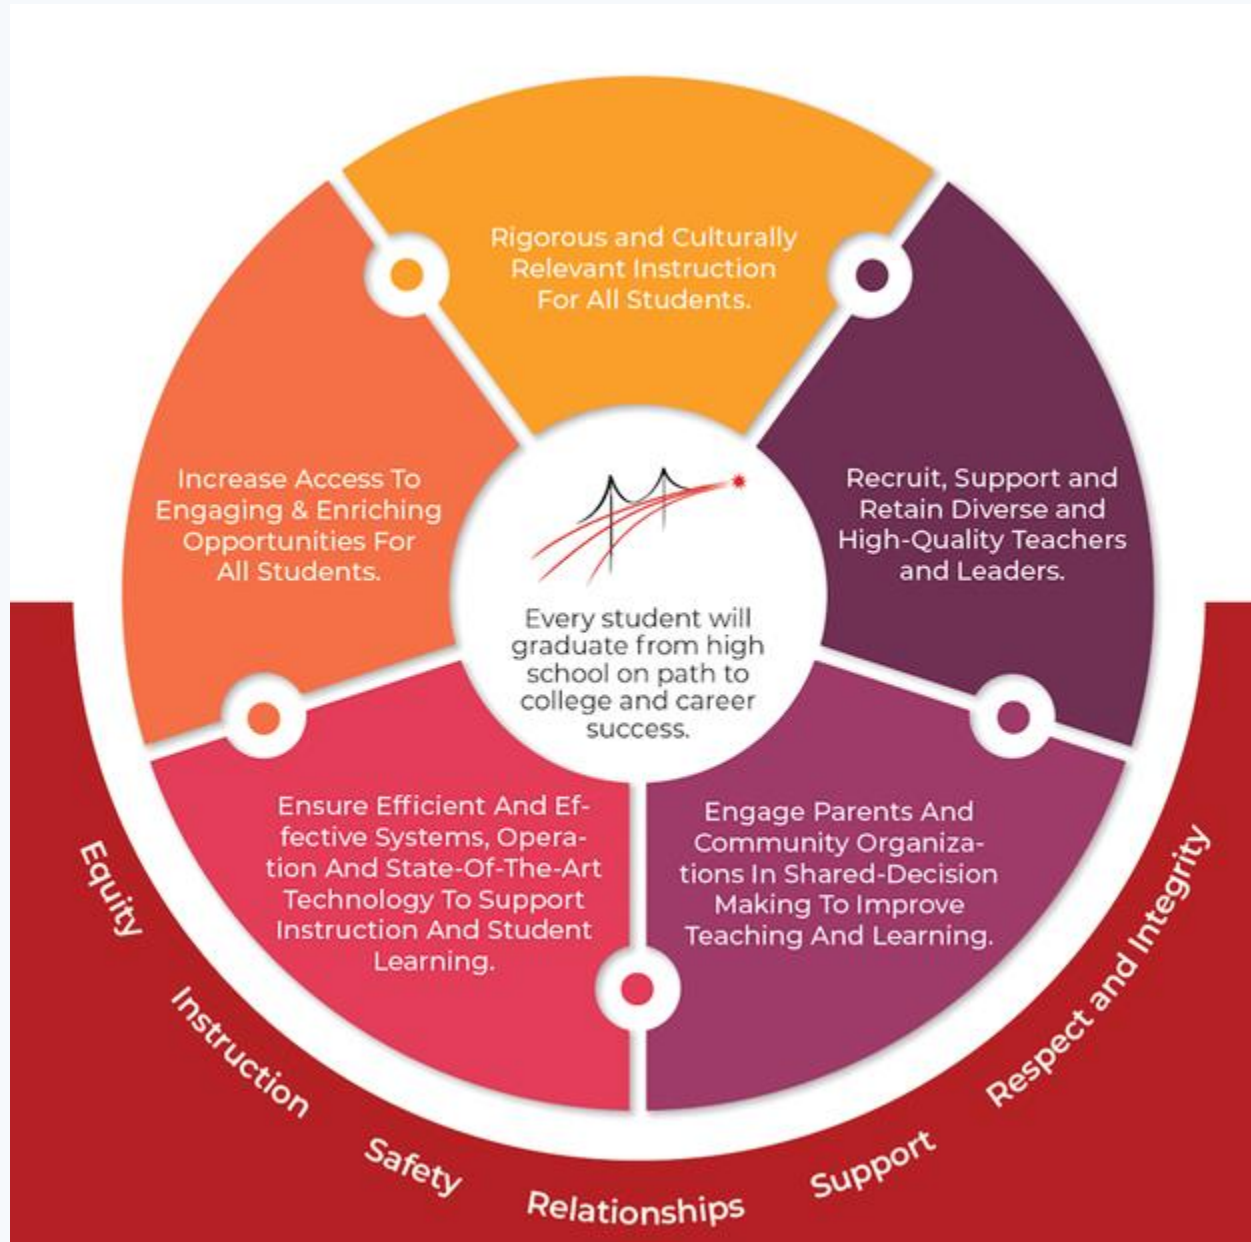 Rigorous and Culturally
Relevant Instruction
For All Students.
Increase Access To
Engaging & Enriching
Opportunities For
All Students.
Recruit, Support and
Retain Diverse and
High-Quality Teachers
and Leaders.
Every student will
graduate from high
school on path to
college and career
success.
Ensure Efficient And Ef-
fective Systems, Opera-
tion And State-Of-The-Art
Technology To Support
Instruction And Student
Learning.
Engage Parents And
Community Organiza-
tions In Shared-Decision
Making To Improve
Teaching And Learning.
Equity
Instruction
Safety
Relationships
Support
Respect and Integrity